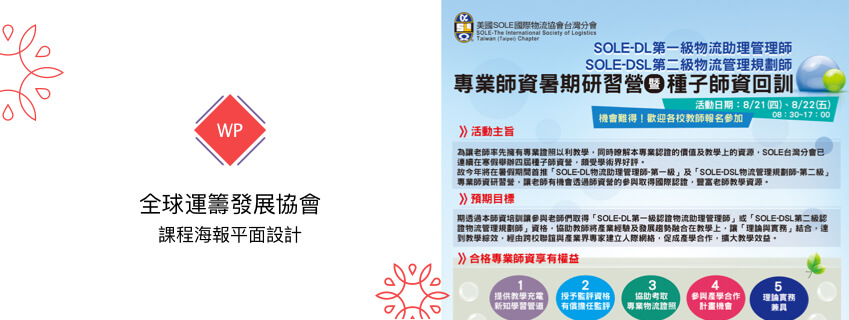 WP
全球運籌發展協會
課程海報平面設計
美國SOLE國際物流協會台灣分會
SOLE-The International Society of Logistics
Taiwan (Taipei) Chapter
SOLE-DL第一級物流助理管理師
SOLE-DSL第二級物流管理規劃師
專業師資暑期研習營暨種子師資回訓
活動日期：8/21(四)、8/22(五)
08：30~17：00
機會難得！歡迎各校教師報名參加
》活動主旨
為讓老師率先擁有專業證照以利教學，同時瞭解本專業認證的價值及教學上的資源，SOLE台灣分會已
連續在寒假舉辦四屆種子師資營，頗受學術界好評。
故今年將在暑假期間首推「SOLE-DL物流助理管理師-第一級」及「SOLE-DSL物流管理規劃師-第二級」
專業師資研習營，讓老師有機會透過師資營的參與取得國際認證，豐富老師教學資源。
》預期目標
期透過本師資培訓讓參與老師們取得「SOLE-DL第一級認證物流助理管理師」或「SOLE-DSL第二級認
證物流管理規劃師」資格，協助教師將產業經驗及發展趨勢融合在教學上，讓「理論與實務」結合，達
到教學綜效，經由跨校聯誼與產業界專家建立人際網絡，促成產學合作，擴大教學效益。
》合格專業師資享有權益
1
提供教學充電
新知學習管道
2
授予監評資格
有償擔任監評
3
協助考取
專業物流證照
4
參與產學合作
計畫機會
5
理論實務
兼具